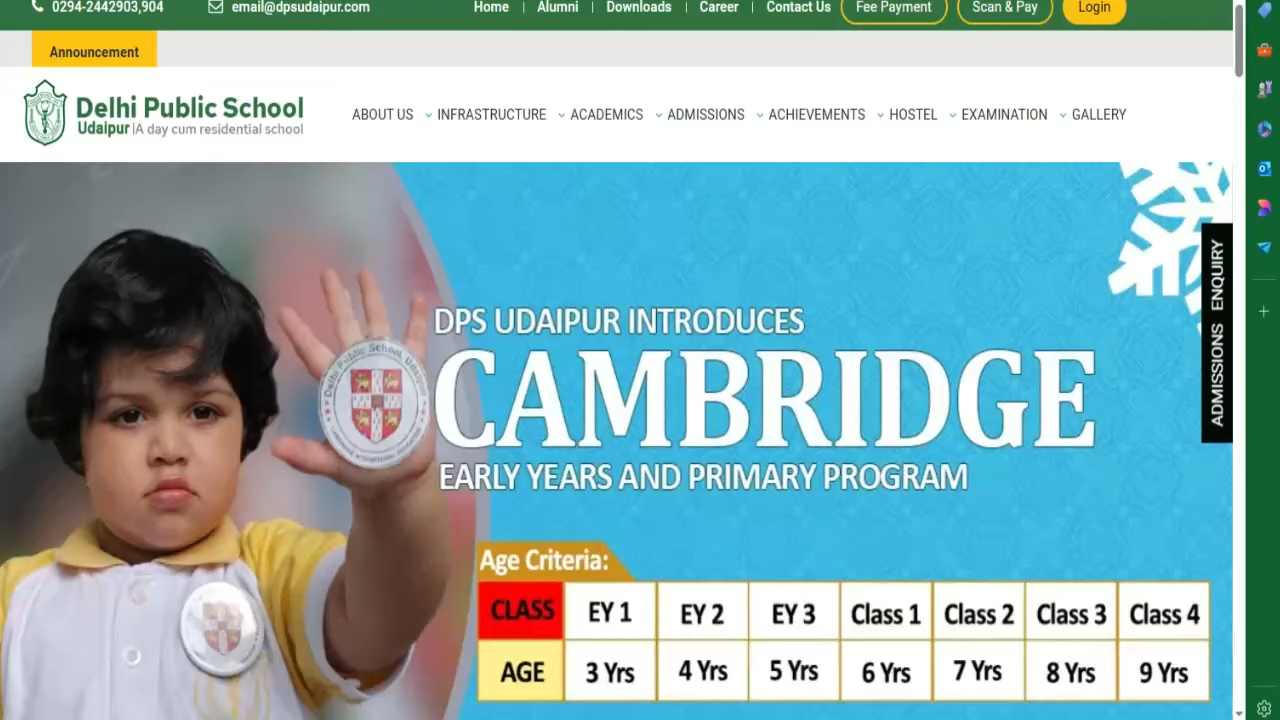 0294-2442903,904 email@dpsudaipur.com Home Alumni Downloads Career Contact Us Fee Payment Scan & Pay Login
Announcement
Delhi Public School
Udaipur | A day cum residential school
ABOUT US INFRASTRUCTURE ACADEMICS ADMISSIONS ACHIEVEMENTS HOSTEL EXAMINATION GALLERY
ADMISSIONS ENQUIRY
DPS UDAIPUR INTRODUCES
CAMBRIDGE
EARLY YEARS AND PRIMARY PROGRAM
Delhi Public School, Udaipur
Age Criteria:
CLASS EY 1 EY 2 EY 3 Class 1 Class 2 Class 3 Class 4
AGE 3 Yrs 4 Yrs 5 Yrs 6 Yrs 7 Yrs 8 Yrs 9 Yrs